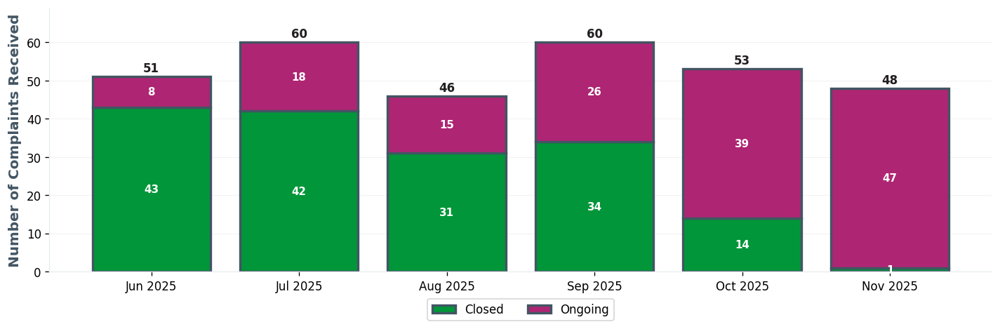 Number of Complaints Received
60
50
40
30
20
10
0
51
8
43
60
18
42
46
15
31
60
26
34
53
39
14
48
47
1
Jun 2025
Jul 2025
Aug 2025
Sep 2025
Oct 2025
Nov 2025
Closed
Ongoing